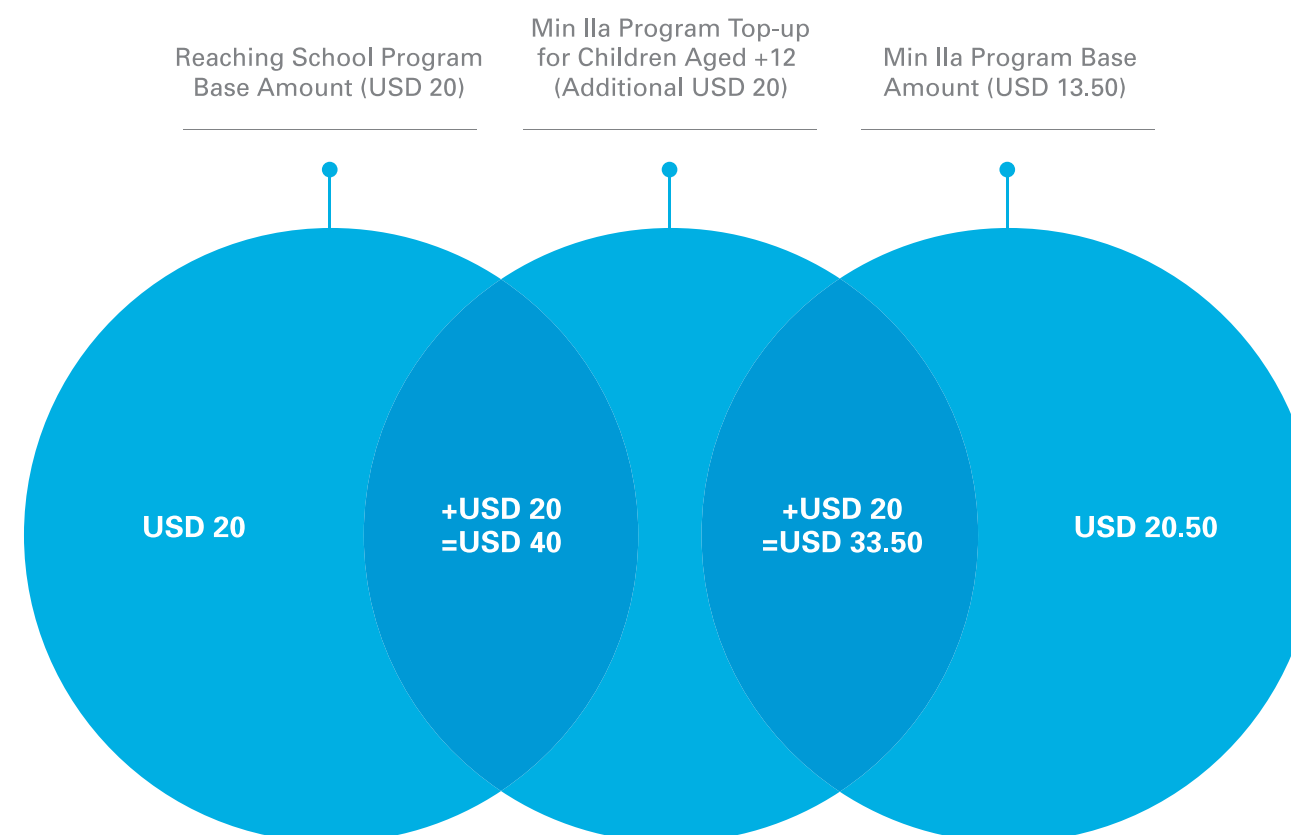 Reaching School Program
Base Amount (USD 20)
Min Ila Program Top-up
for Children Aged +12
(Additional USD 20)
Min Ila Program Base
Amount (USD 13.50)
USD 20
+USD 20
=USD 40
+USD 20
=USD 33.50
USD 20.50